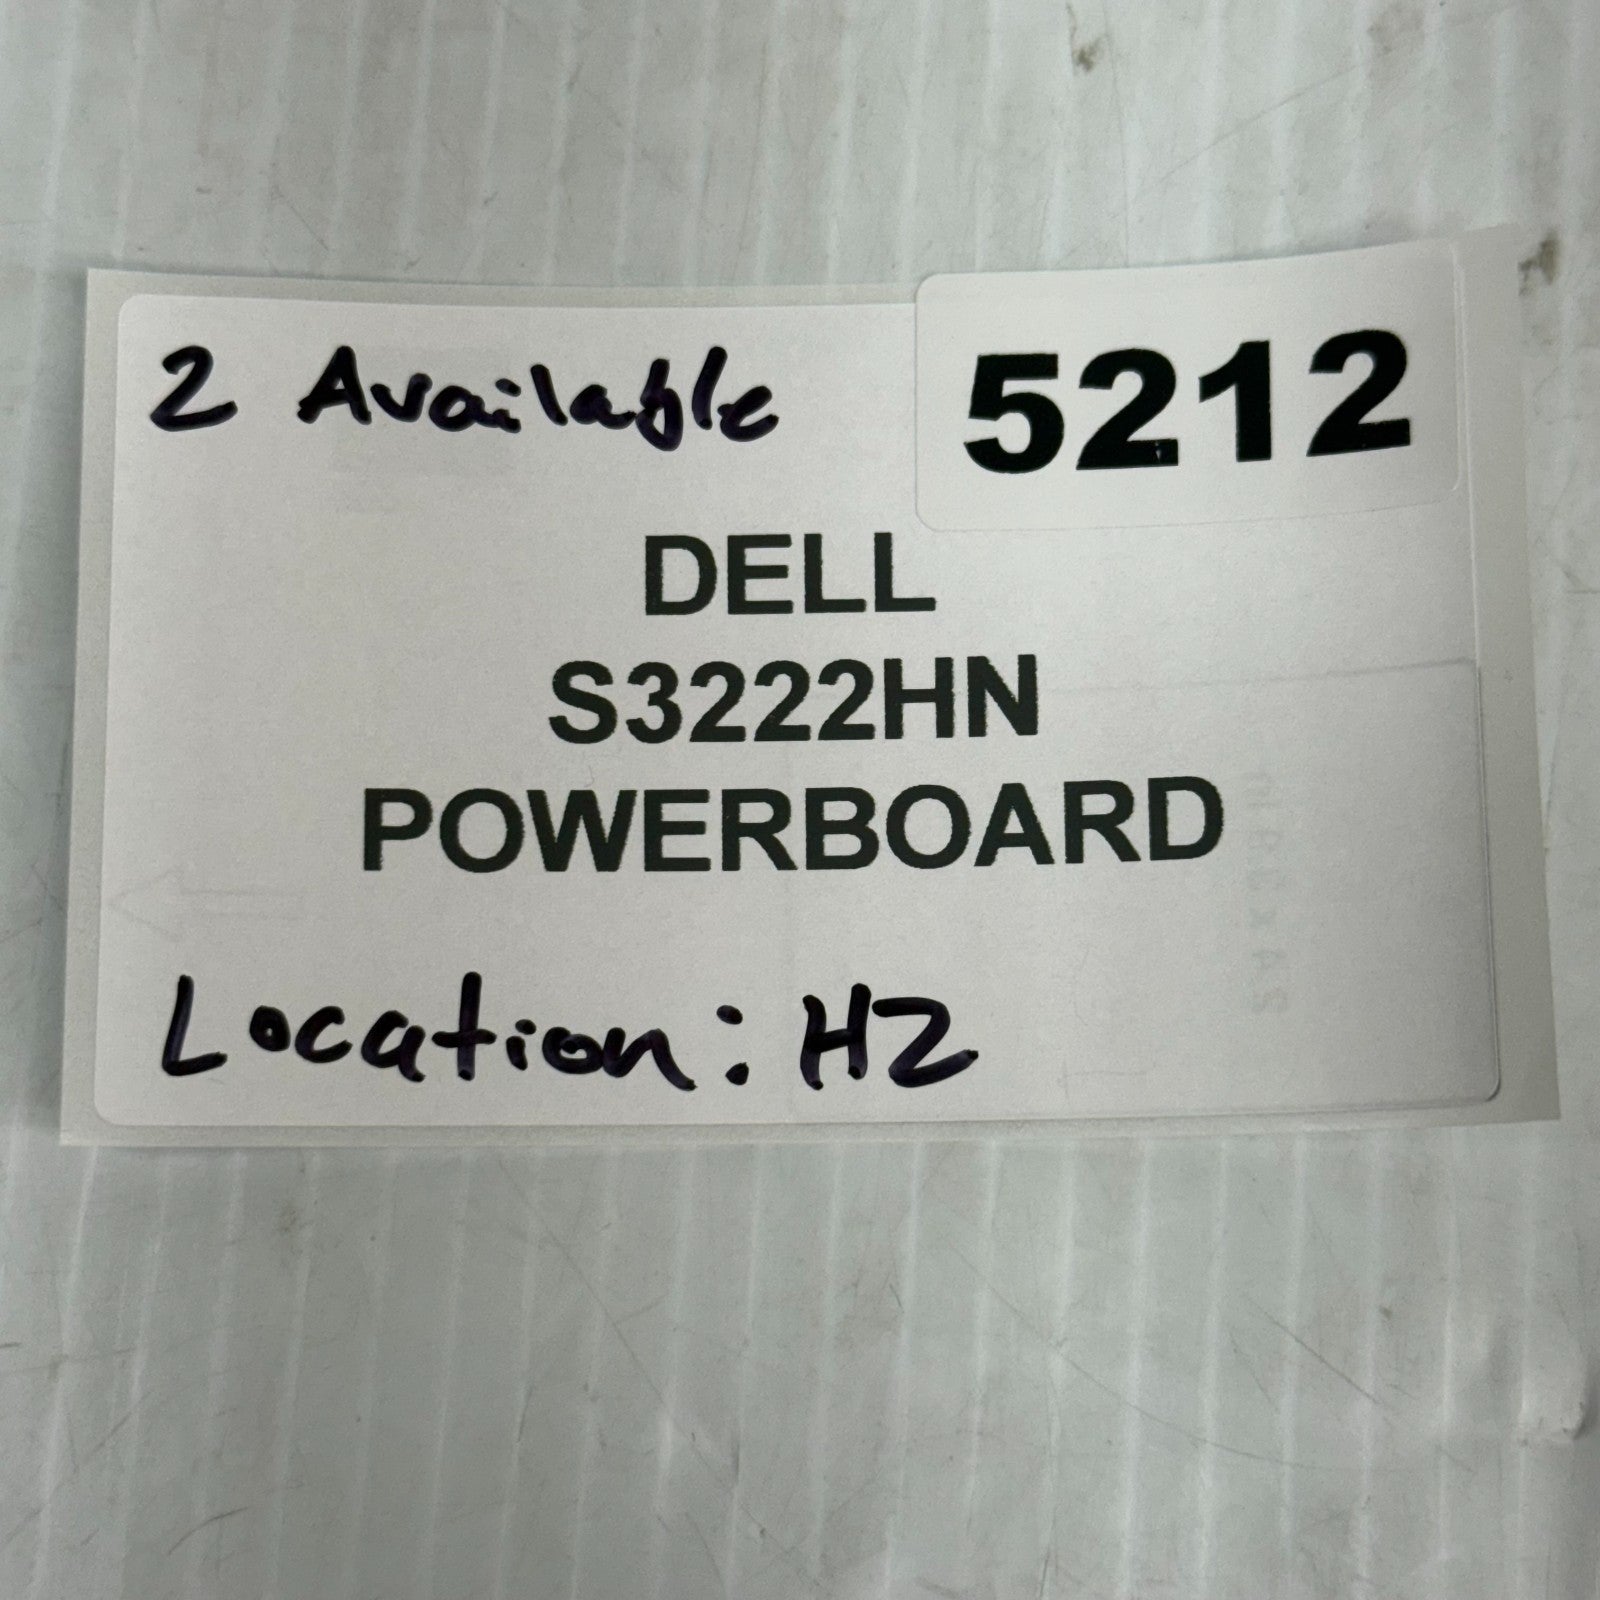 2 Available
5212
DELL
S3222HN
POWERBOARD
Location: H2